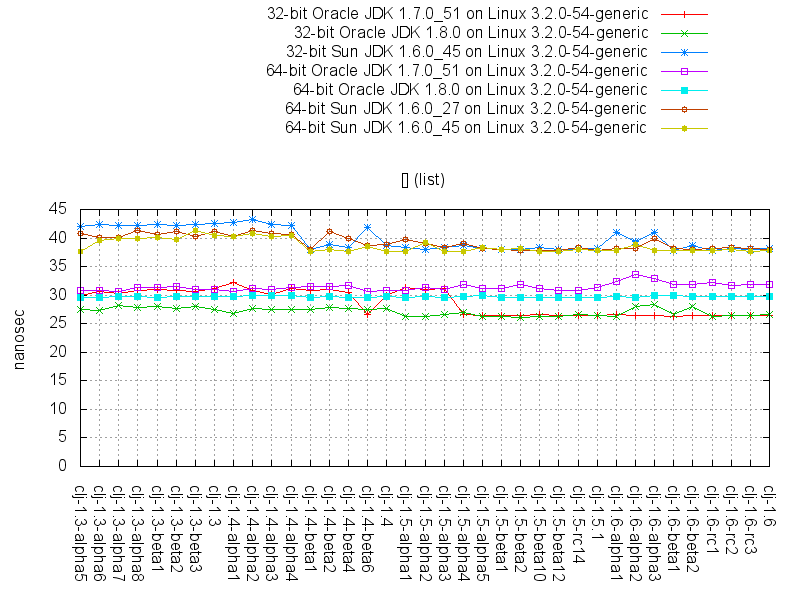 32-bit Oracle JDK 1.7.0_51 on Linux 3.2.0-54-generic
32-bit Oracle JDK 1.8.0 on Linux 3.2.0-54-generic
32-bit Sun JDK 1.6.0_45 on Linux 3.2.0-54-generic
64-bit Oracle JDK 1.7.0_51 on Linux 3.2.0-54-generic
64-bit Oracle JDK 1.8.0 on Linux 3.2.0-54-generic
64-bit Sun JDK 1.6.0_27 on Linux 3.2.0-54-generic
64-bit Sun JDK 1.6.0_45 on Linux 3.2.0-54-generic
[] (list)
45
40
35
30
25
20
15
10
5
0
nanosec
clj-1.3-alpha5
clj-1.3-alpha6
clj-1.3-alpha7
clj-1.3-alpha8
clj-1.3-beta1
clj-1.3-beta2
clj-1.3-beta3
clj-1.3
clj-1.4-alpha1
clj-1.4-alpha2
clj-1.4-alpha3
clj-1.4-alpha4
clj-1.4-beta1
clj-1.4-beta2
clj-1.4-beta4
clj-1.4-beta6
clj-1.4
clj-1.5-alpha1
clj-1.5-alpha2
clj-1.5-alpha3
clj-1.5-alpha4
clj-1.5-alpha5
clj-1.5-beta1
clj-1.5-beta2
clj-1.5-beta10
clj-1.5-beta12
clj-1.5-rc14
clj-1.5.1
clj-1.6-alpha1
clj-1.6-alpha2
clj-1.6-alpha3
clj-1.6-beta1
clj-1.6-beta2
clj-1.6-rc1
clj-1.6-rc2
clj-1.6-rc3
clj-1.6